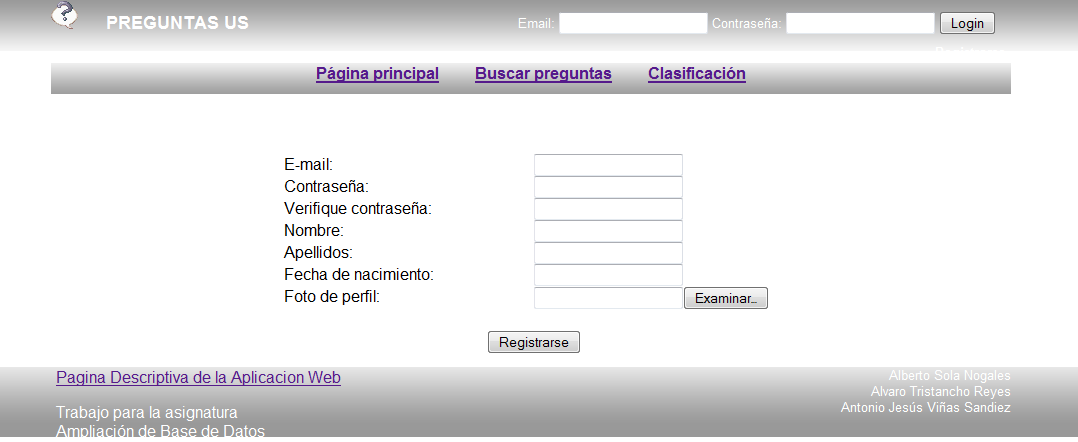 PREGUNTAS US Email: Contraseña: Login
Página principal Buscar preguntas Clasificación
E-mail:
Contraseña:
Verifique contraseña:
Nombre:
Apellidos:
Fecha de nacimiento:
Foto de perfil: Examinar...
Registrarse
Pagina Descriptiva de la Aplicacion Web
Trabajo para la asignatura
Ampliación de Base de Datos
Alberto Sola Nogales
Alvaro Tristancho Reyes
Antonio Jesús Viñas Sandiez